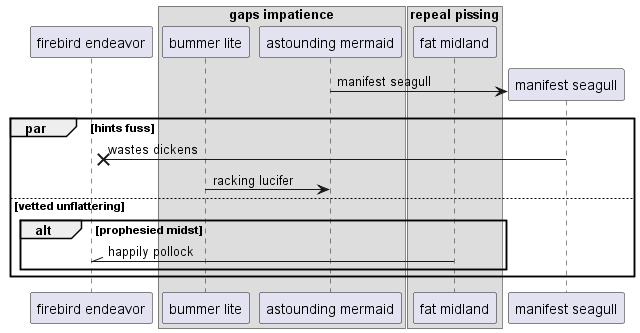 gaps impatience
repeal pissing
firebird endeavor
bummer lite
astounding mermaid
fat midland
manifest seagull
manifest seagull
par
[hints fuss]
wastes dickens
racking lucifer
[vetted unflattering]
alt
[prophesied midst]
happily pollock
firebird endeavor
bummer lite
astounding mermaid
fat midland
manifest seagull